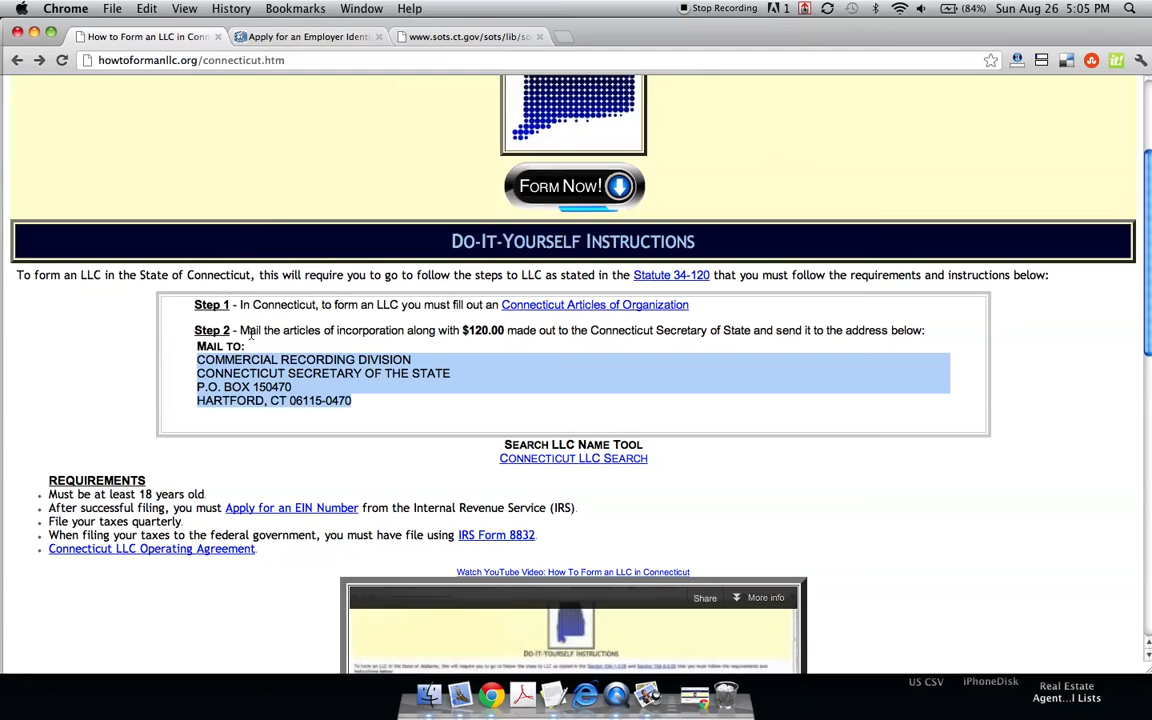 Chrome File Edit View History Bookmarks Window Help Stop Recording 1 (84%) Sun Aug 26 5:05 PM
How to Form an LLC in Conn Apply for an Employer Identi www.sots.ct.gov/sots/lib/so
howtoformanllc.org/connecticut.htm
FORM NOW!
DO-IT-YOURSELF INSTRUCTIONS
To form an LLC in the State of Connecticut, this will require you to go to follow the steps to LLC as stated in the Statute 34-120 that you must follow the requirements and instructions below:
Step 1 - In Connecticut, to form an LLC you must fill out an Connecticut Articles of Organization
Step 2 - Mail the articles of incorporation along with $120.00 made out to the Connecticut Secretary of State and send it to the address below:
MAIL TO:
COMMERCIAL RECORDING DIVISION
CONNECTICUT SECRETARY OF THE STATE
P.O. BOX 150470
HARTFORD, CT 06115-0470
SEARCH LLC NAME TOOL
CONNECTICUT LLC SEARCH
REQUIREMENTS
Must be at least 18 years old.
After successful filing, you must Apply for an EIN Number from the Internal Revenue Service (IRS).
File your taxes quarterly.
When filing your taxes to the federal government, you must have file using IRS Form 8832.
Connecticut LLC Operating Agreement.
Watch YouTube Video: How To Form an LLC in Connecticut
Share More info
DO-IT-YOURSELF INSTRUCTIONS
US CSV iPhoneDisk Real Estate
Agent...l Lists